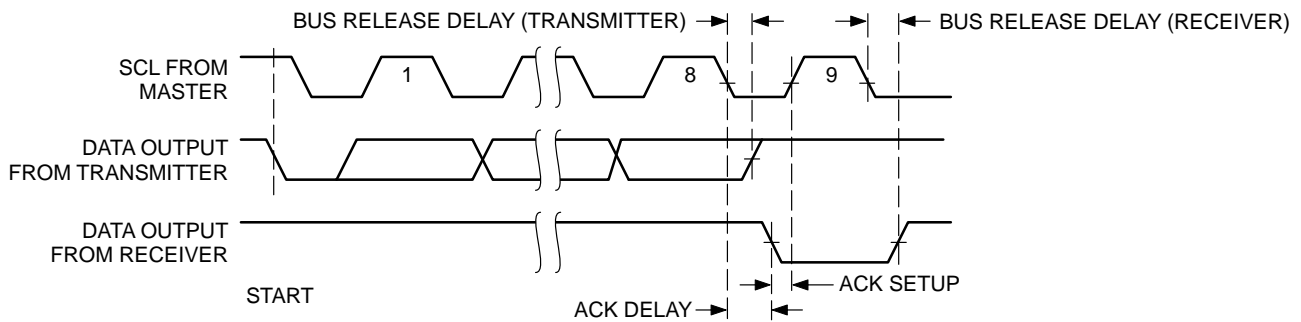 BUS RELEASE DELAY (TRANSMITTER)
BUS RELEASE DELAY (RECEIVER)
SCL FROM
MASTER
1
8
9
DATA OUTPUT
FROM TRANSMITTER
DATA OUTPUT
FROM RECEIVER
START
ACK SETUP
ACK DELAY